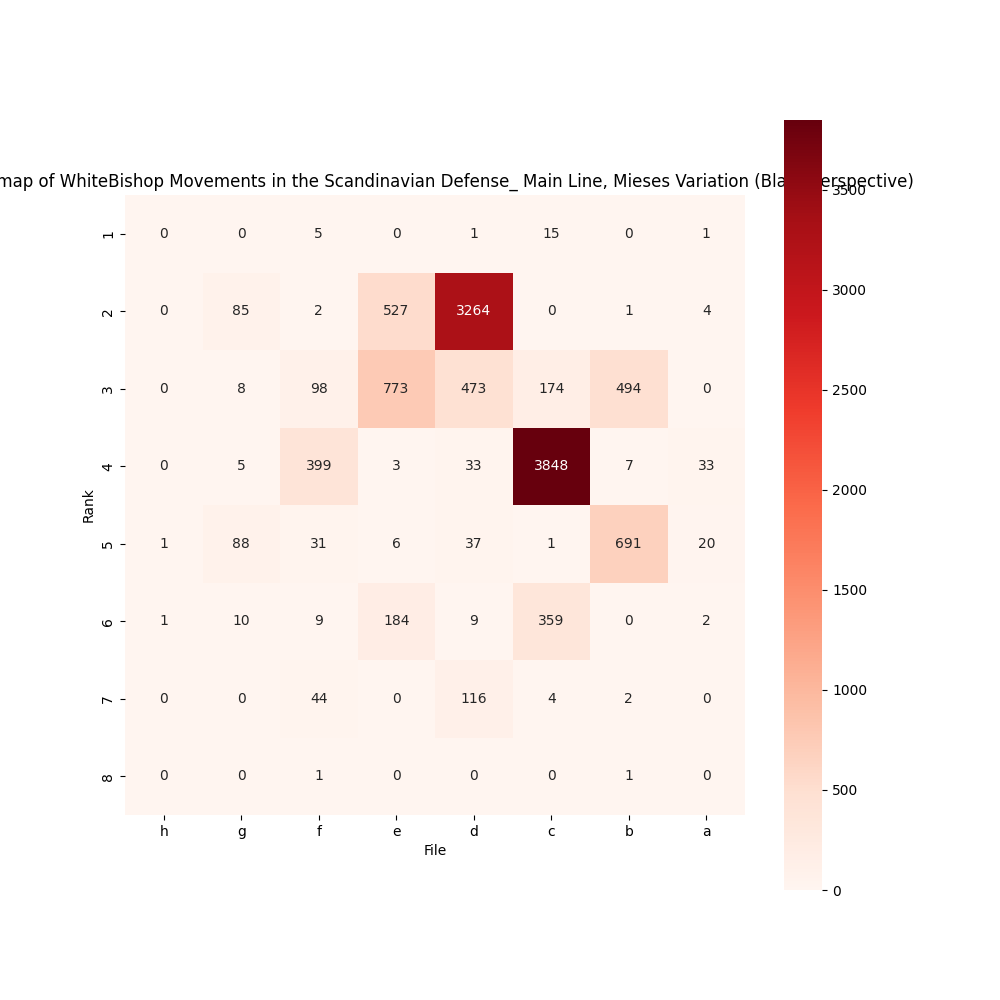 map of WhiteBishop Movements in the Scandinavian Defense_ Main Line, Mieses Variation (Bla erspective)
3500
1 0 0 5 0 1 15 0 1
3000
2 0 85 2 527 3264 0 1 4
2500
3 0 8 98 773 473 174 494 0
4 0 5 399 3 33 3848 7 33
2000
Rank
5 1 88 31 6 37 1 691 20
1500
6 1 10 9 184 9 359 0 2
1000
7 0 0 44 0 116 4 2 0
8 0 0 1 0 0 0 1 0
500
h g f e d c b a
File
0